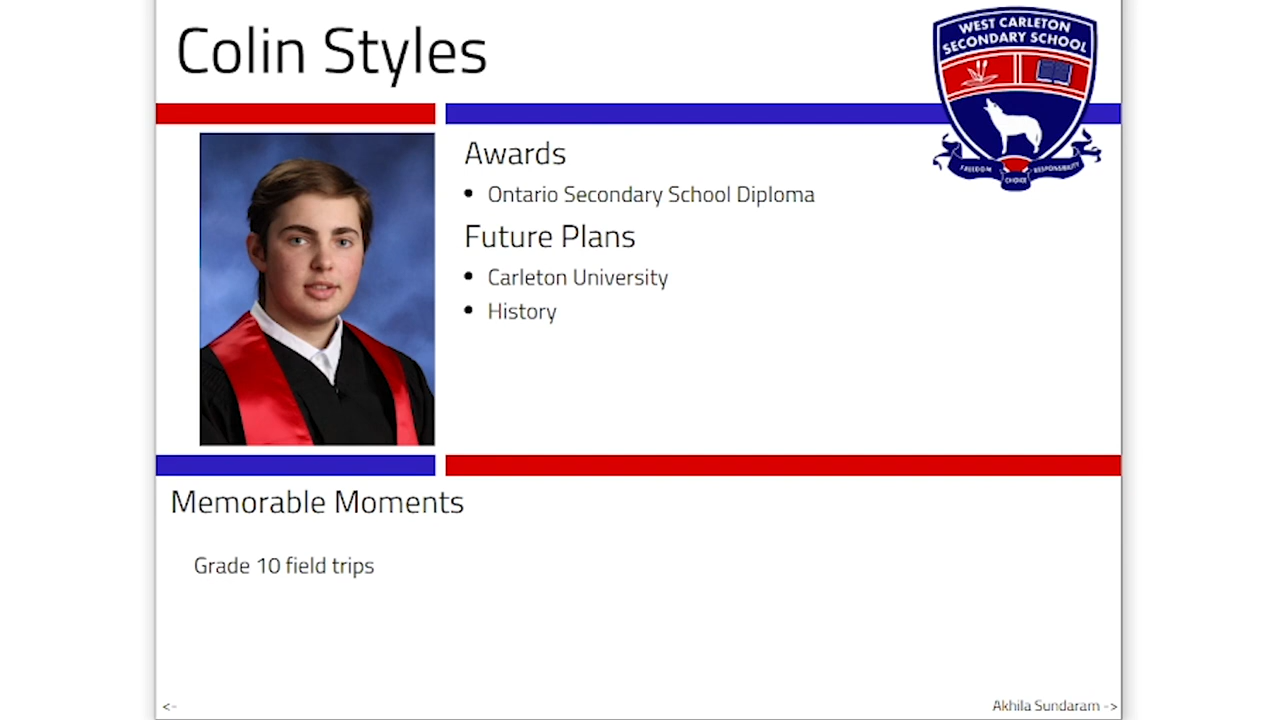 Colin Styles
WEST CARLETON
SECONDARY SCHOOL
FREEDOM
CHOICE
RESPONSIBILITY
Awards
• Ontario Secondary School Diploma
Future Plans
• Carleton University
• History
Memorable Moments
Grade 10 field trips
<-
Akhila Sundaram ->